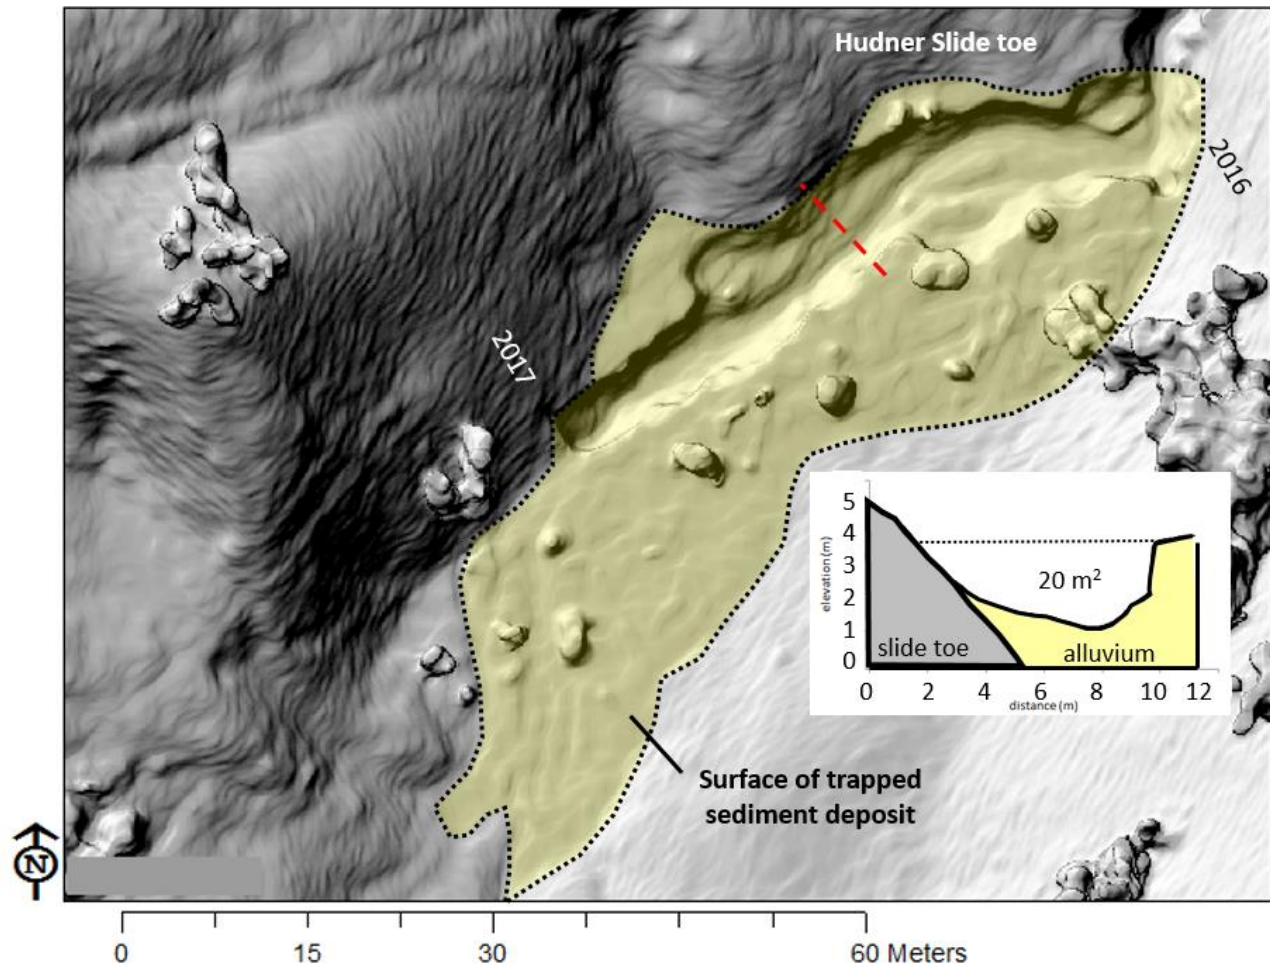 Hudner Slide toe
2016
2017
5
4
3
2
1
0
elevation (m)
20 m²
slide toe
alluvium
0 2 4 6 8 10 12
distance (m)
Surface of trapped
sediment deposit
N
0 15 30 60 Meters